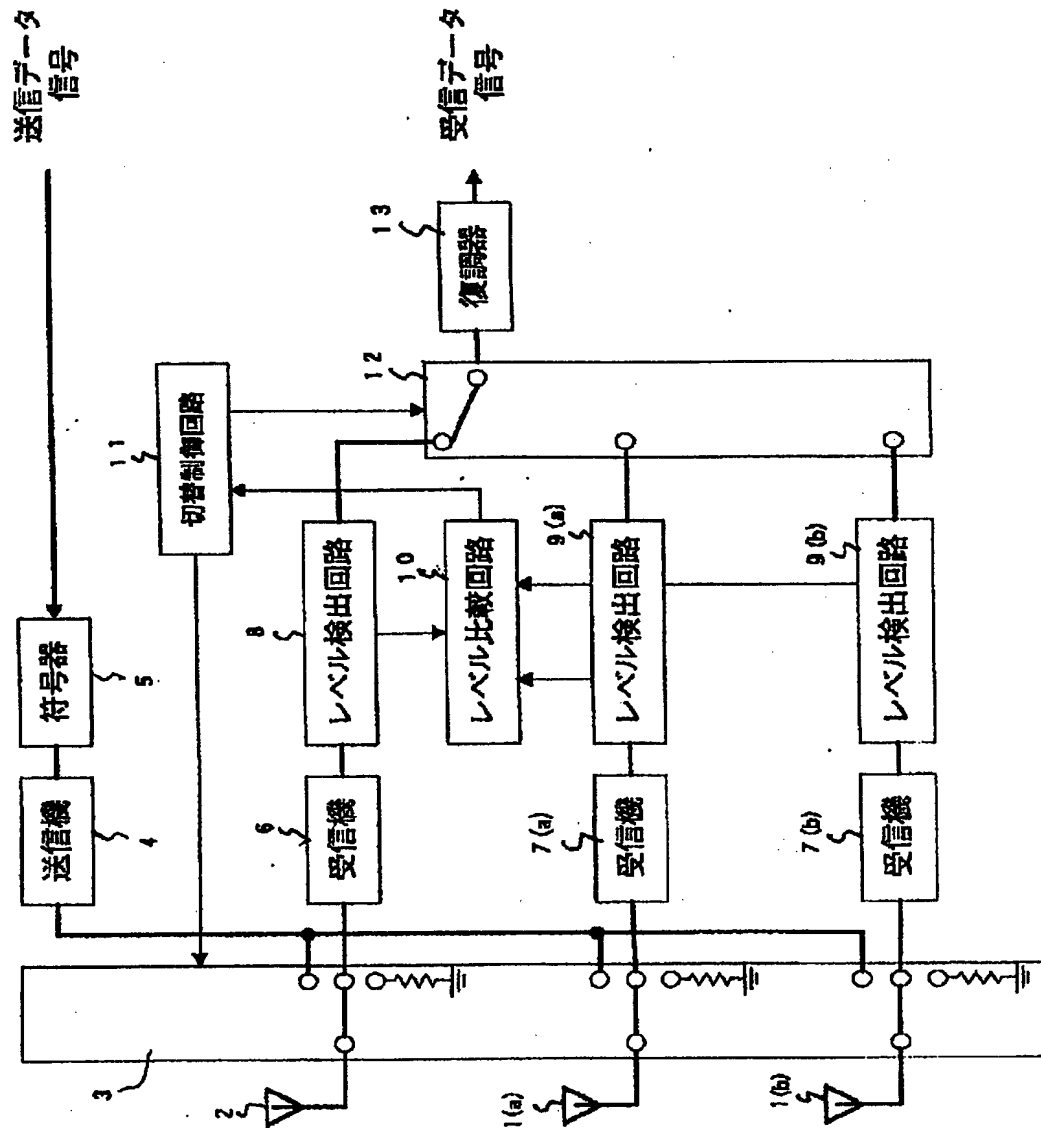 送信データ
信号
受信データ
信号
符号器
5
送信機
4
切替制御回路
11
復調器
13
12
レベル検出回路
8
受信機
6
レベル比較回路
10
レベル検出回路
9(a)
受信機
7(a)
レベル検出回路
9(b)
受信機
7(b)
3
2
1(a)
1(b)